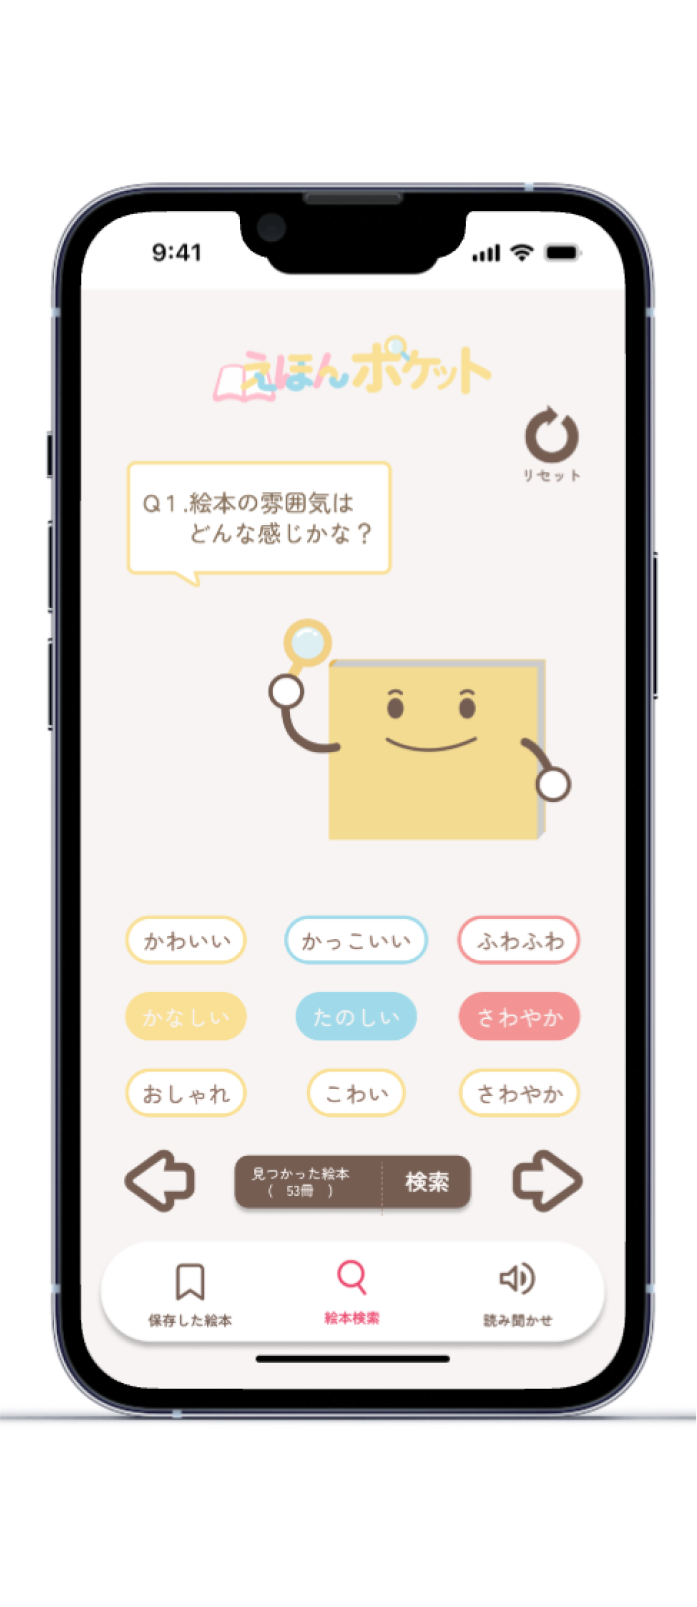 9:41
えほんポケット
リセット
Q1.絵本の雰囲気は
どんな感じかな？
かわいい
かっこいい
ふわふわ
かなしい
たのしい
さわやか
おしゃれ
こわい
さわやか
見つかった絵本
( 53冊 )
検索
保存した絵本
絵本検索
読み聞かせ